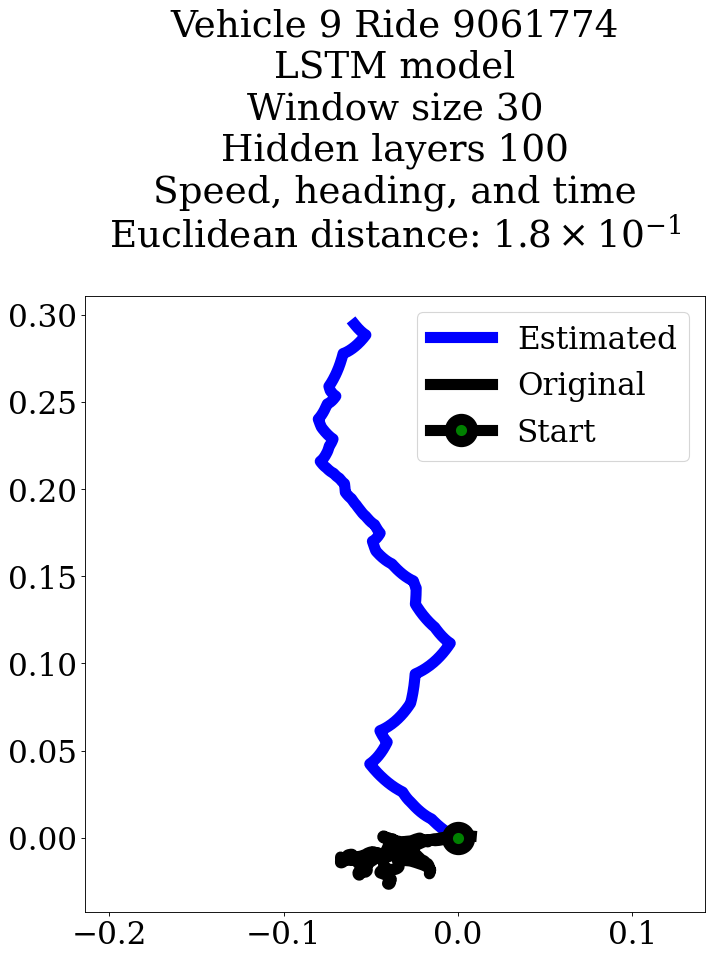 Vehicle 9 Ride 9061774
LSTM model
Window size 30
Hidden layers 100
Speed, heading, and time
Euclidean distance: 1.8 × 10⁻¹
Estimated
Original
Start
0.30
0.25
0.20
0.15
0.10
0.05
0.00
−0.2 −0.1 0.0 0.1